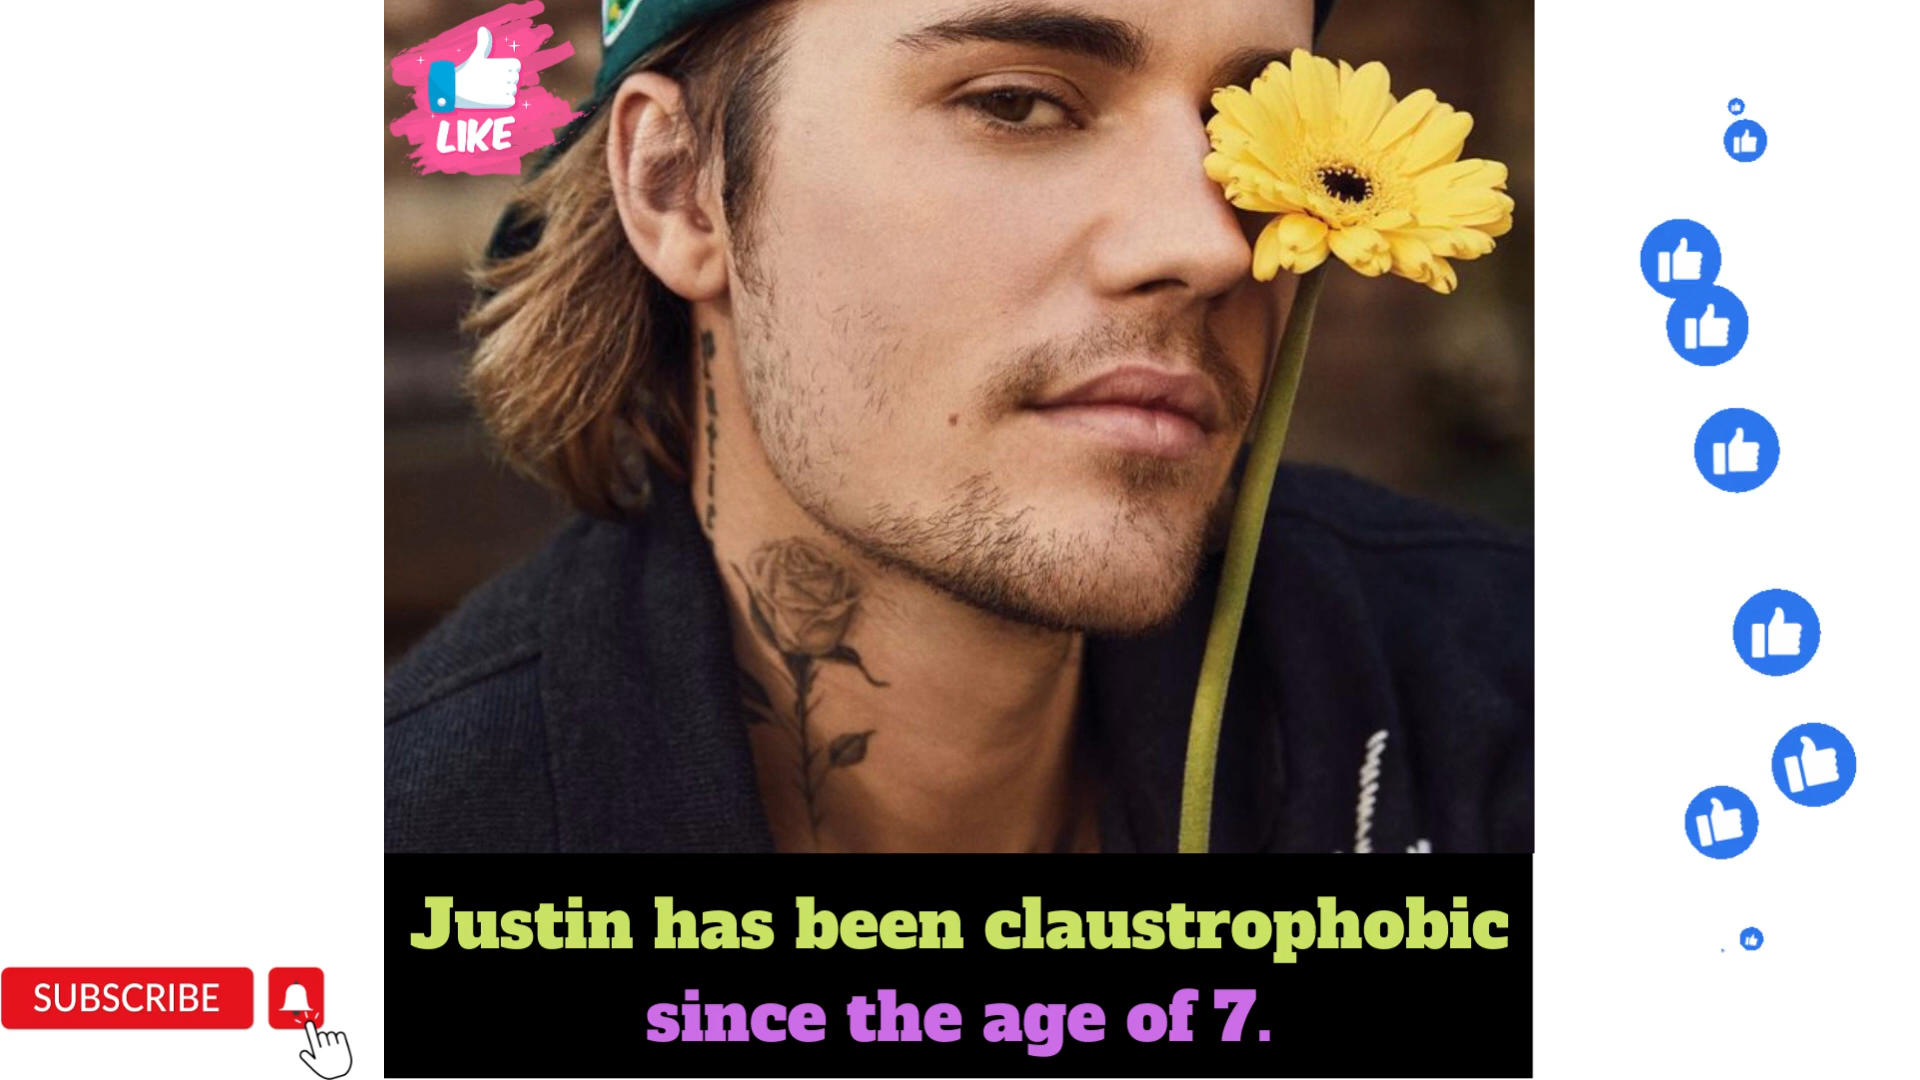 LIKE
Justin has been claustrophobic
since the age of 7.
SUBSCRIBE